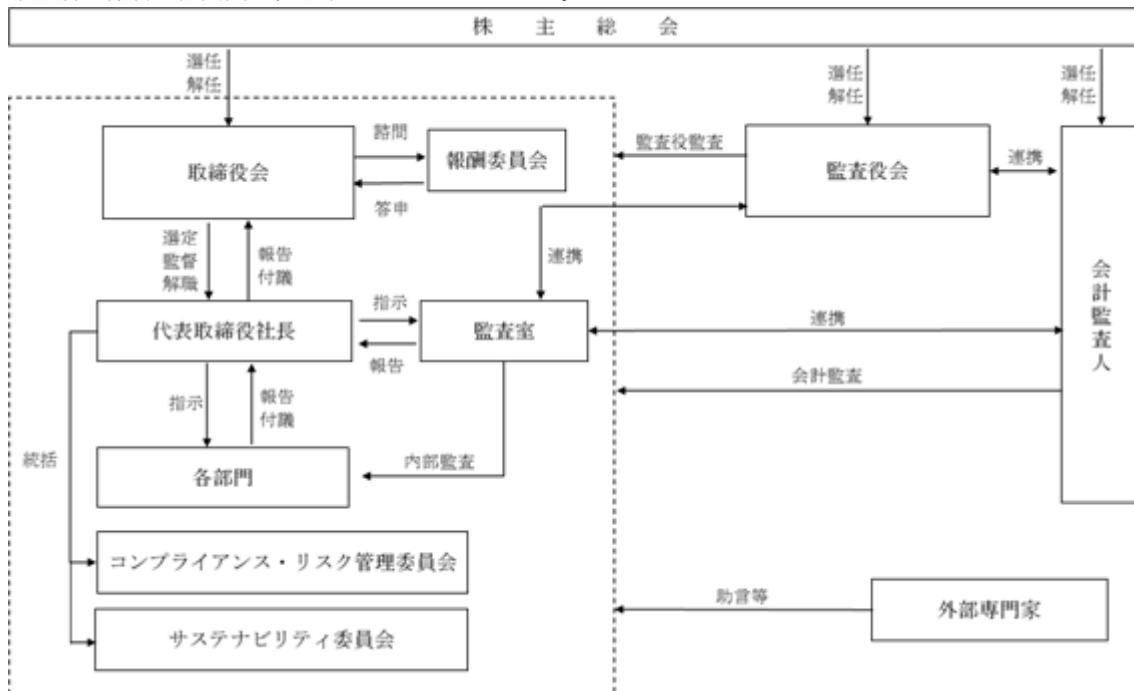 株主総会
選任
解任
選任
解任
選任
解任
取締役会
諮問
報酬委員会
答申
監査役監査
監査役会
連携
会計監査人
選定
監督
解職
報告
付議
連携
代表取締役社長
指示
報告
監査室
連携
会計監査
指示
報告
付議
統括
各部門
内部監査
コンプライアンス・リスク管理委員会
サステナビリティ委員会
助言等
外部専門家